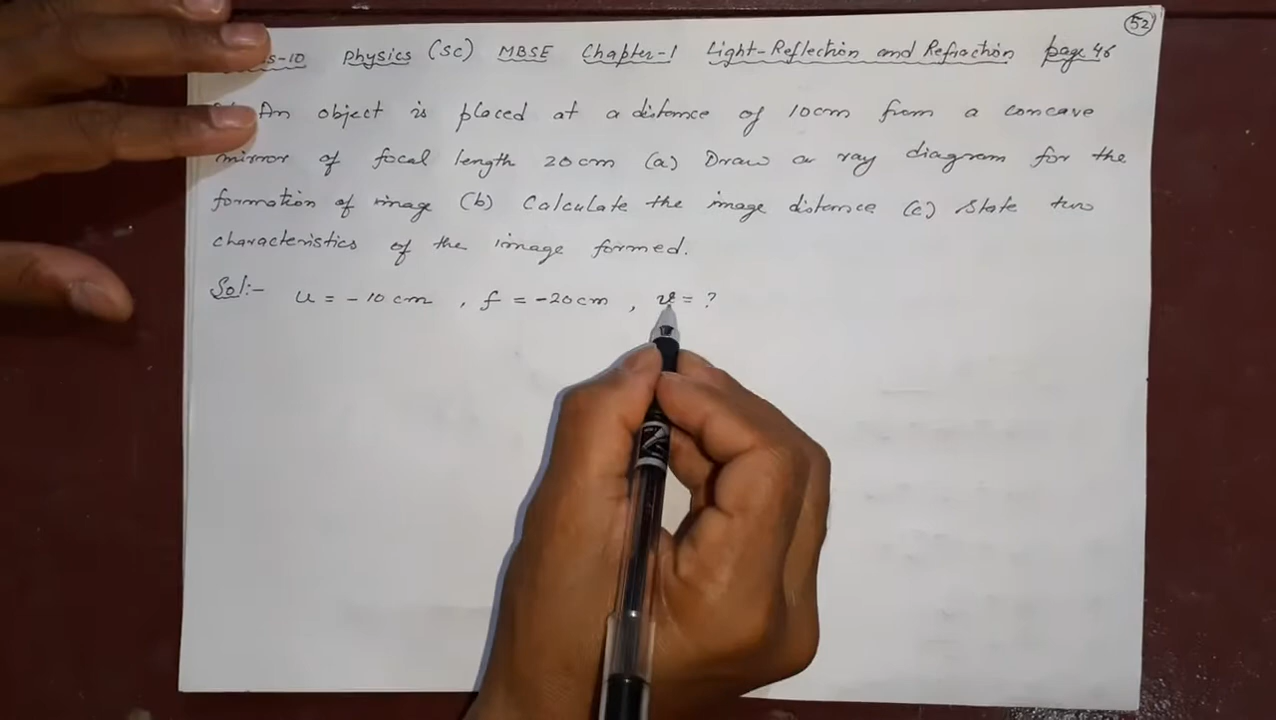 52
-10 Physics (SC) MBSE Chapter-1 Light-Reflection and Refraction page 46
An object is placed at a distance of 10cm from a concave
mirror of focal length 20cm (a) Draw a ray diagram for the
formation of image (b) Calculate the image distance (c) State two
characteristics of the image formed.
Sol:- u = -10 cm , f = -20cm , v = ?